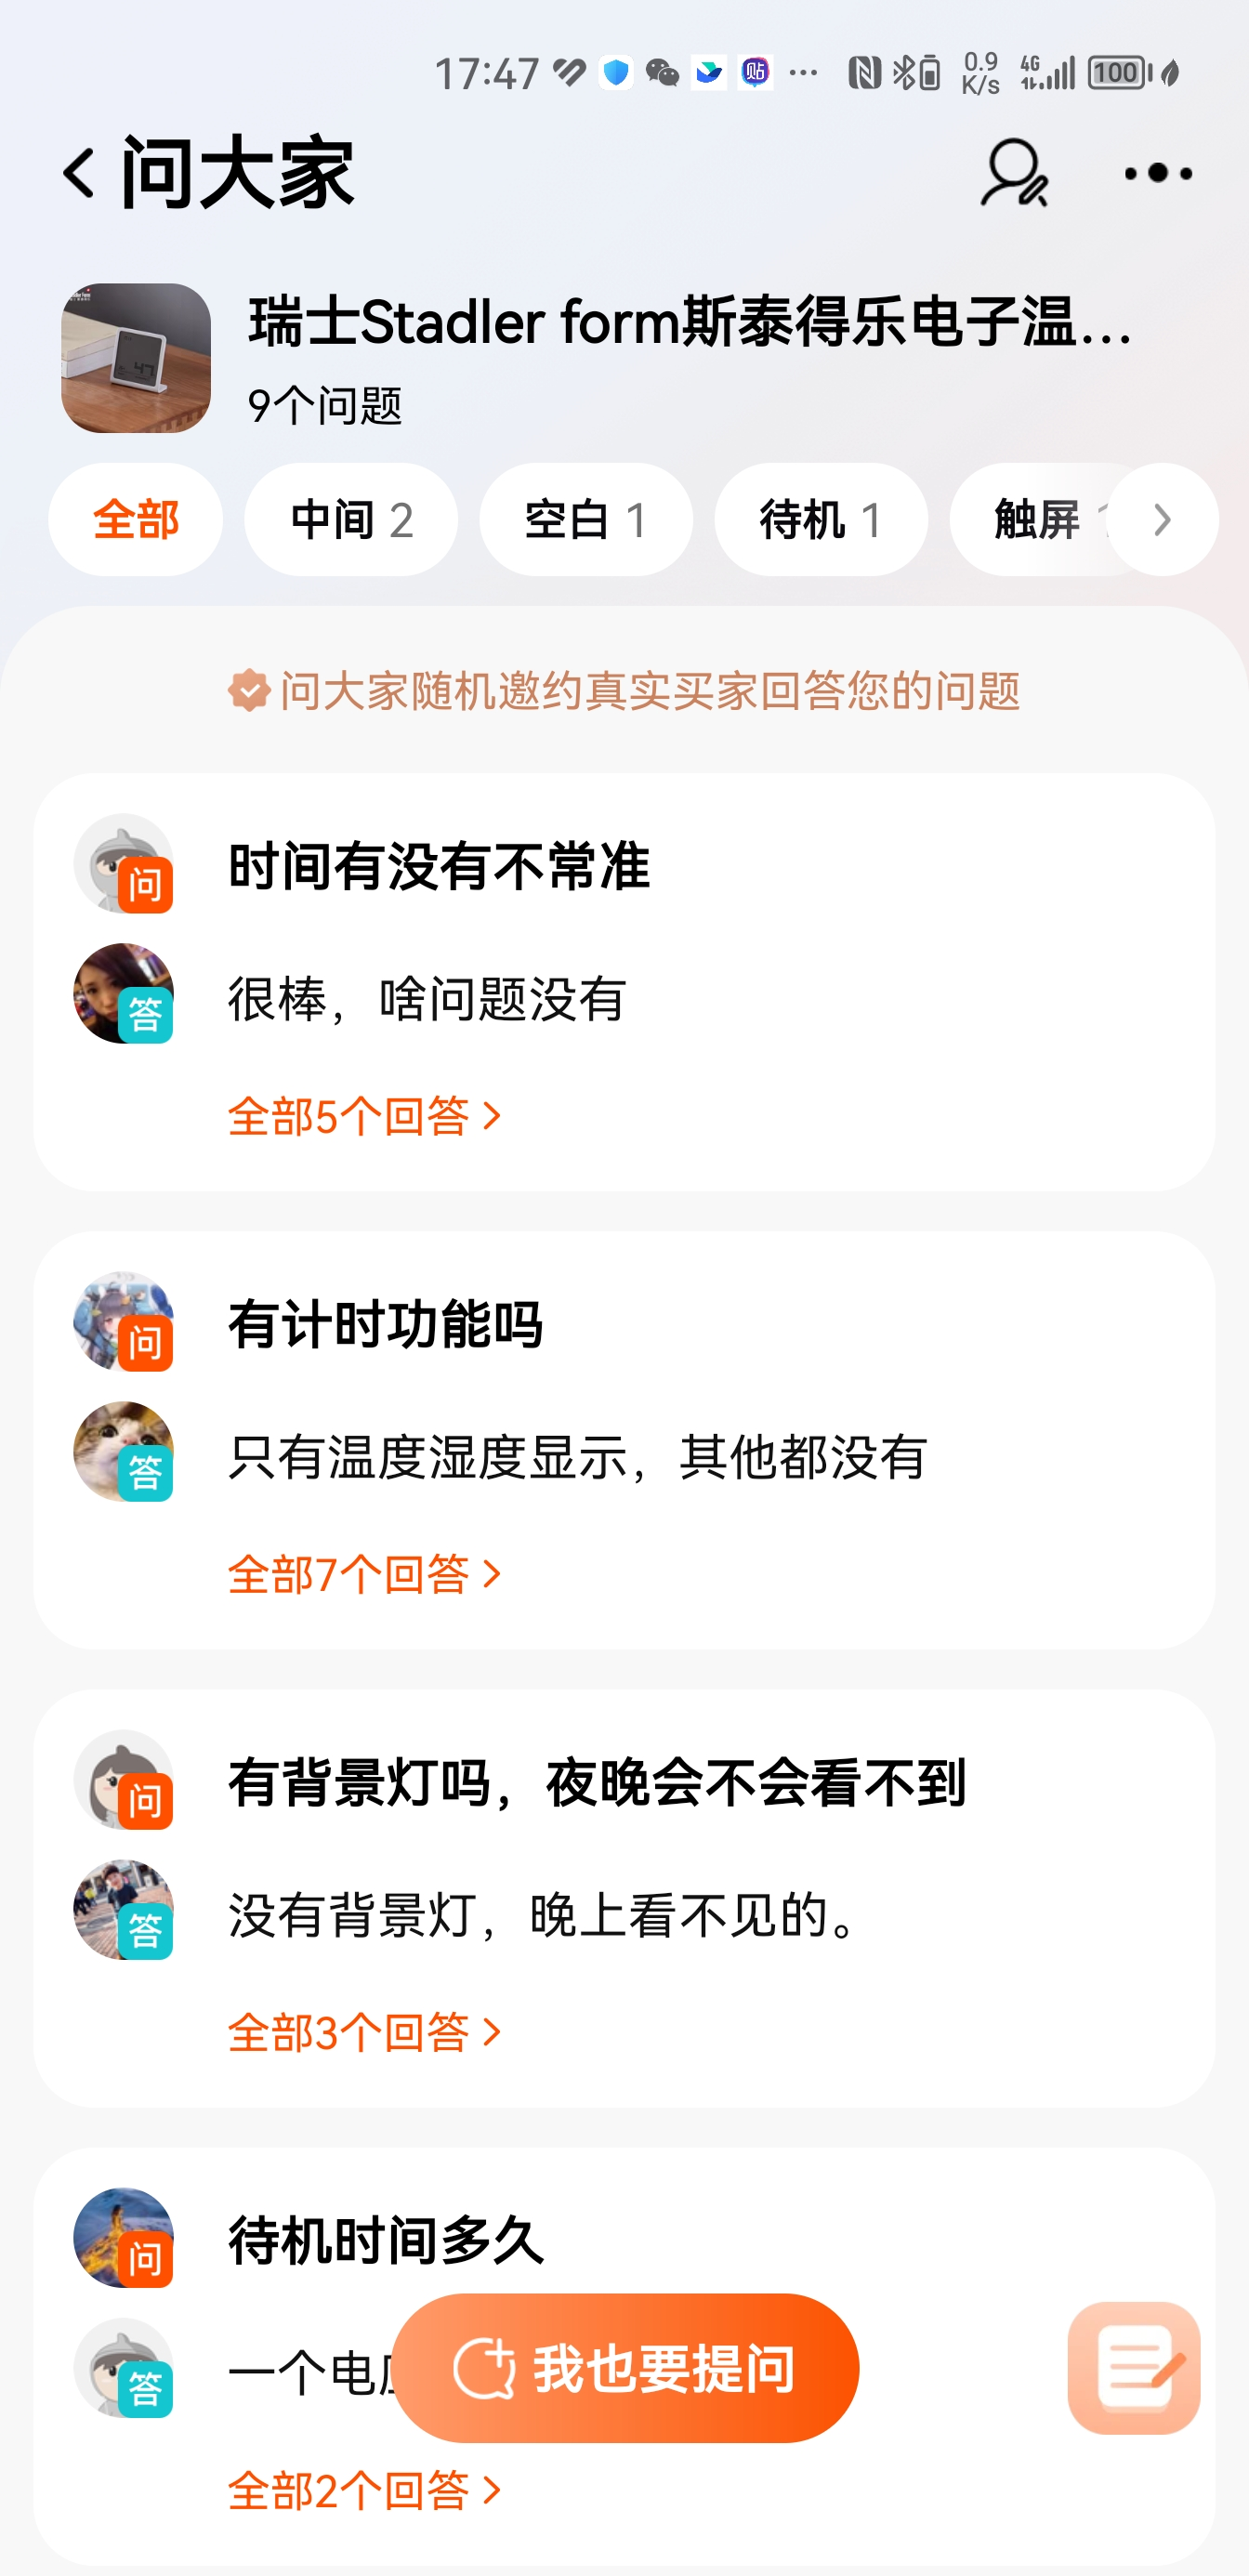 17:47
贴
0.9
K/s
4G
100
问大家
瑞士Stadler form斯泰得乐电子温...
9个问题
全部
中间 2
空白 1
待机 1
触屏
问大家随机邀约真实买家回答您的问题
问
时间有没有不常准
答
很棒，啥问题没有
全部5个回答
问
有计时功能吗
答
只有温度湿度显示，其他都没有
全部7个回答
问
有背景灯吗，夜晚会不会看不到
答
没有背景灯，晚上看不见的。
全部3个回答
问
待机时间多久
答
一个电
我也要提问
全部2个回答